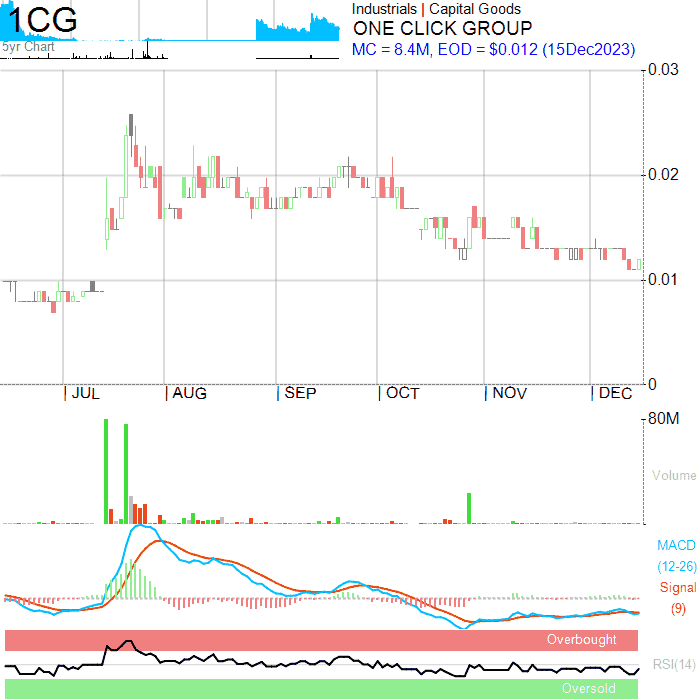 1CG
5yr Chart
Industrials | Capital Goods
ONE CLICK GROUP
MC = 8.4M, EOD = $0.012 (15Dec2023)
0.03
0.02
0.01
0
| JUL | AUG | SEP | OCT | NOV | DEC
80M
Volume
MACD
(12-26)
Signal
(9)
Overbought
RSI(14)
Oversold